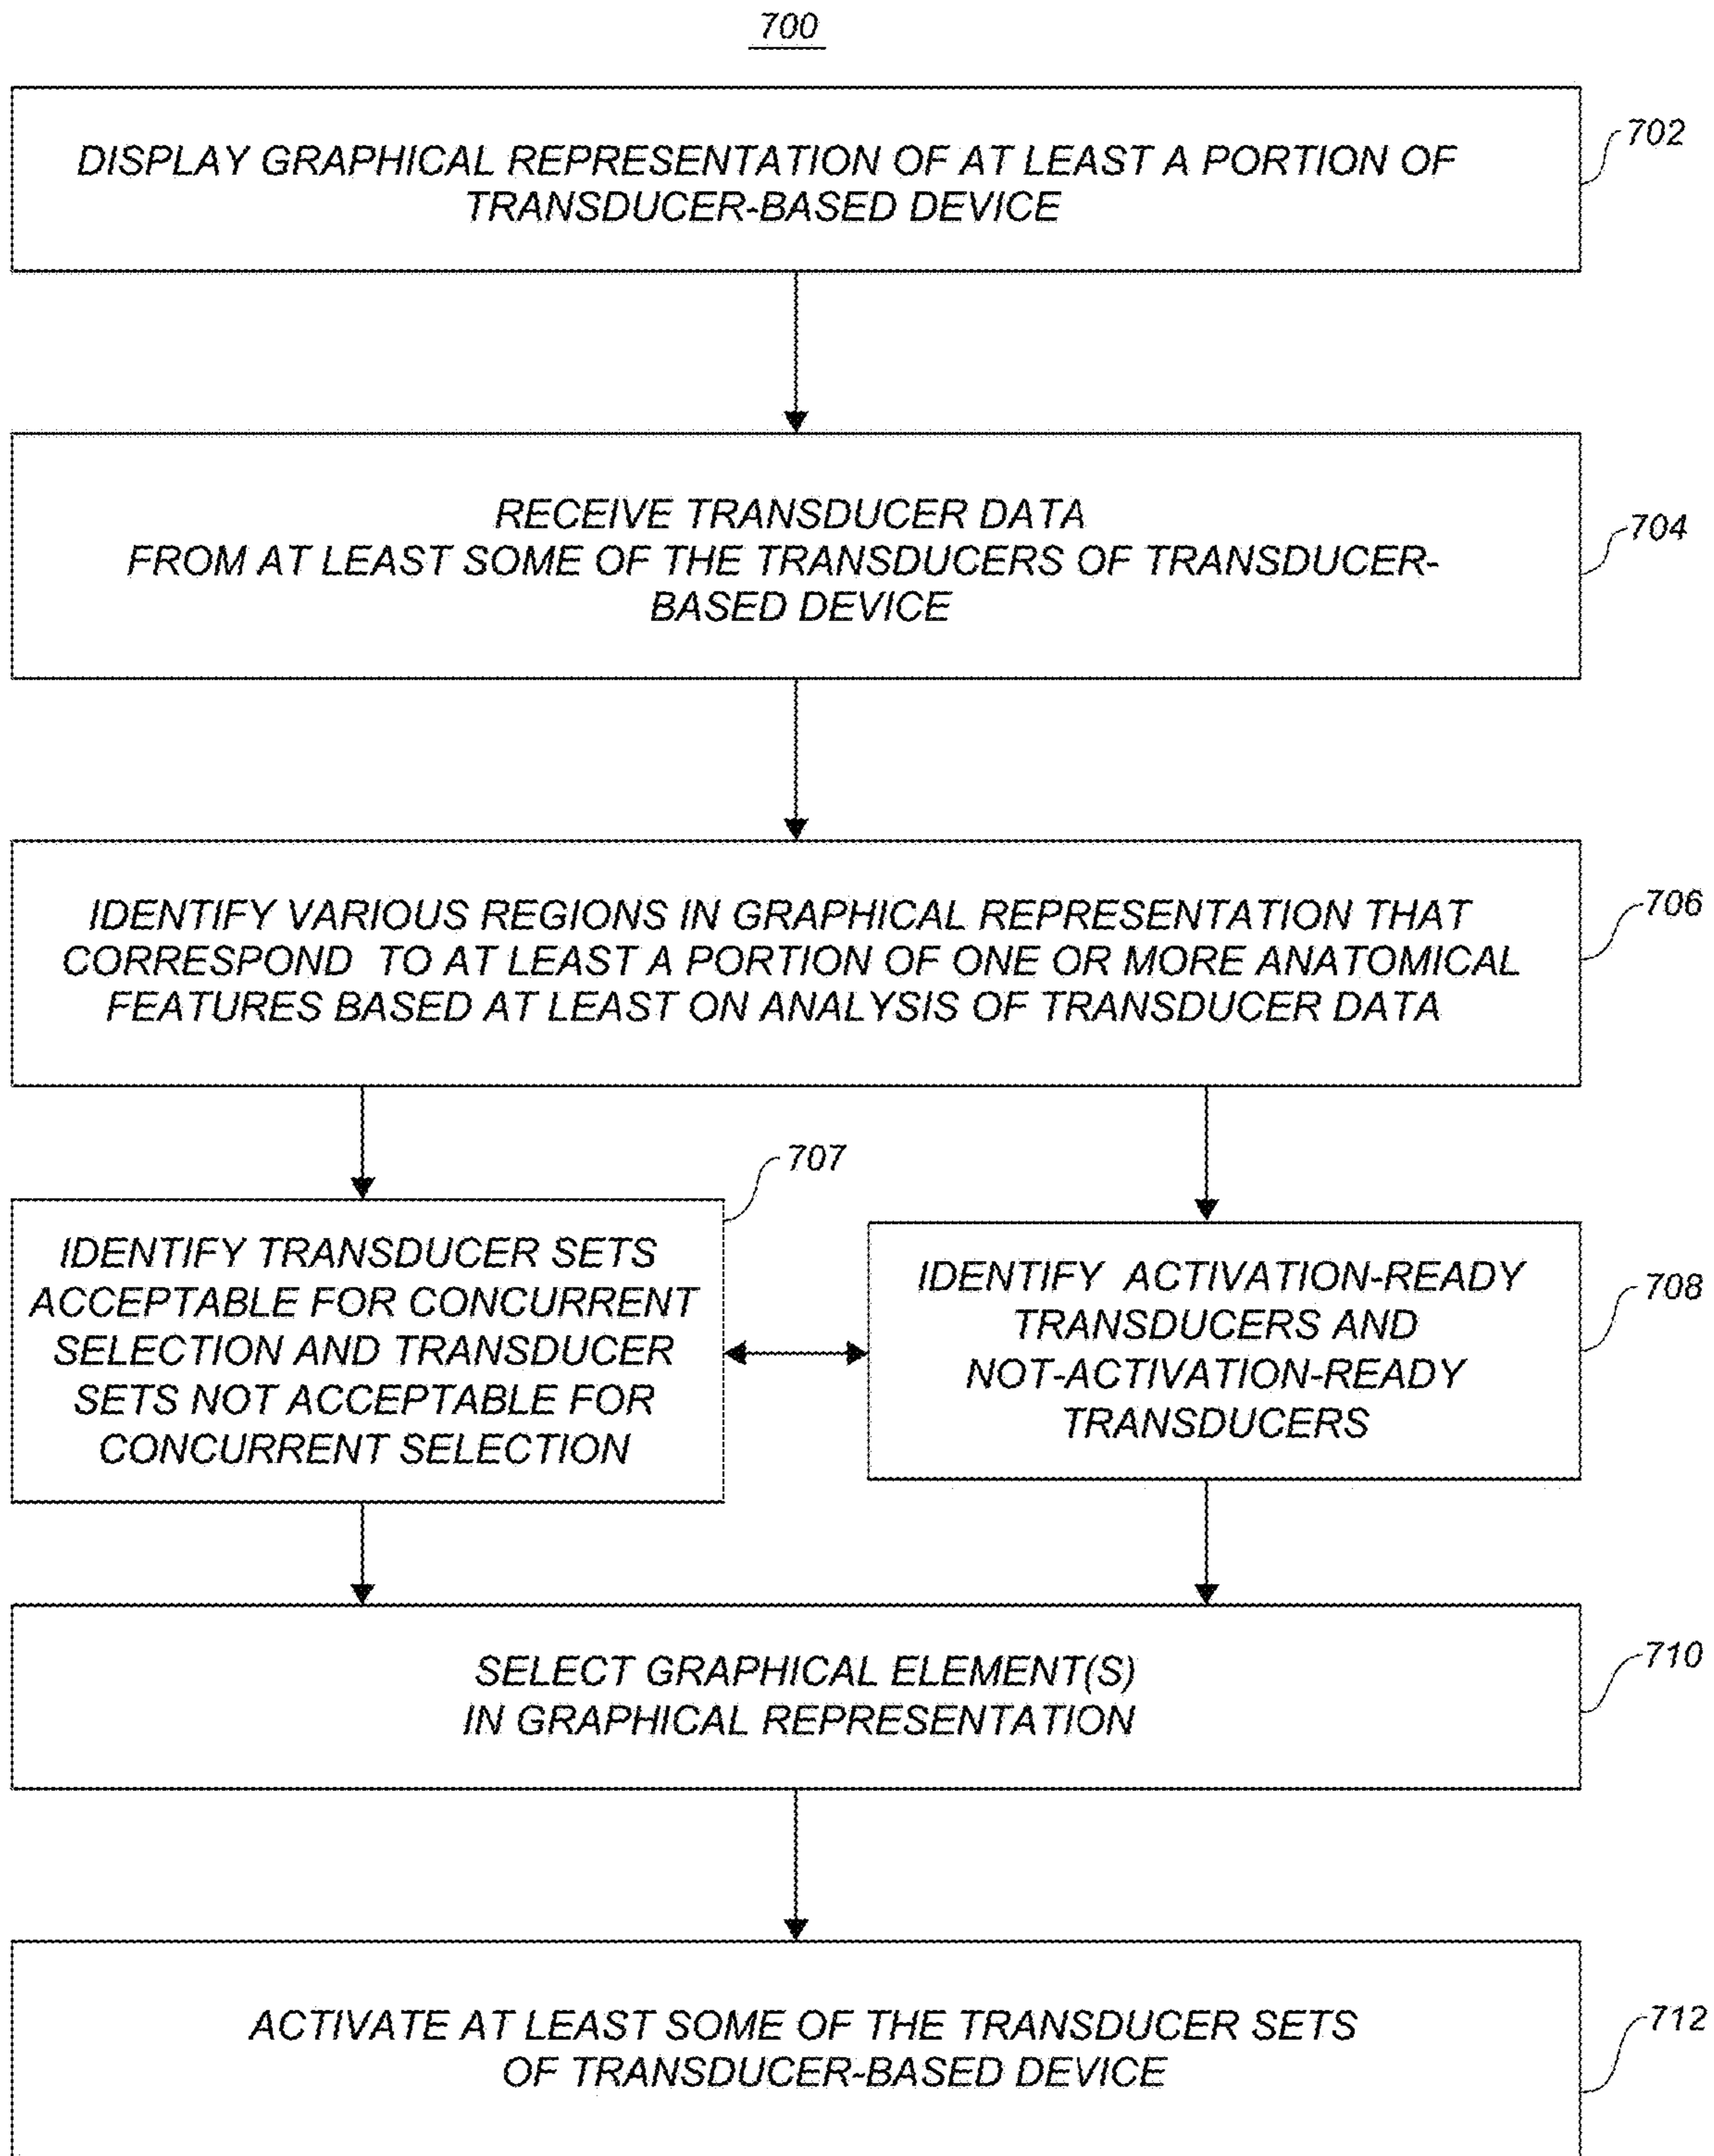 700
DISPLAY GRAPHICAL REPRESENTATION OF AT LEAST A PORTION OF
TRANSDUCER-BASED DEVICE
702
RECEIVE TRANSDUCER DATA
FROM AT LEAST SOME OF THE TRANSDUCERS OF TRANSDUCER-
BASED DEVICE
704
IDENTIFY VARIOUS REGIONS IN GRAPHICAL REPRESENTATION THAT
CORRESPOND TO AT LEAST A PORTION OF ONE OR MORE ANATOMICAL
FEATURES BASED AT LEAST ON ANALYSIS OF TRANSDUCER DATA
706
707
IDENTIFY TRANSDUCER SETS
ACCEPTABLE FOR CONCURRENT
SELECTION AND TRANSDUCER
SETS NOT ACCEPTABLE FOR
CONCURRENT SELECTION
IDENTIFY ACTIVATION-READY
TRANSDUCERS AND
NOT-ACTIVATION-READY
TRANSDUCERS
708
SELECT GRAPHICAL ELEMENT(S)
IN GRAPHICAL REPRESENTATION
710
ACTIVATE AT LEAST SOME OF THE TRANSDUCER SETS
OF TRANSDUCER-BASED DEVICE
712